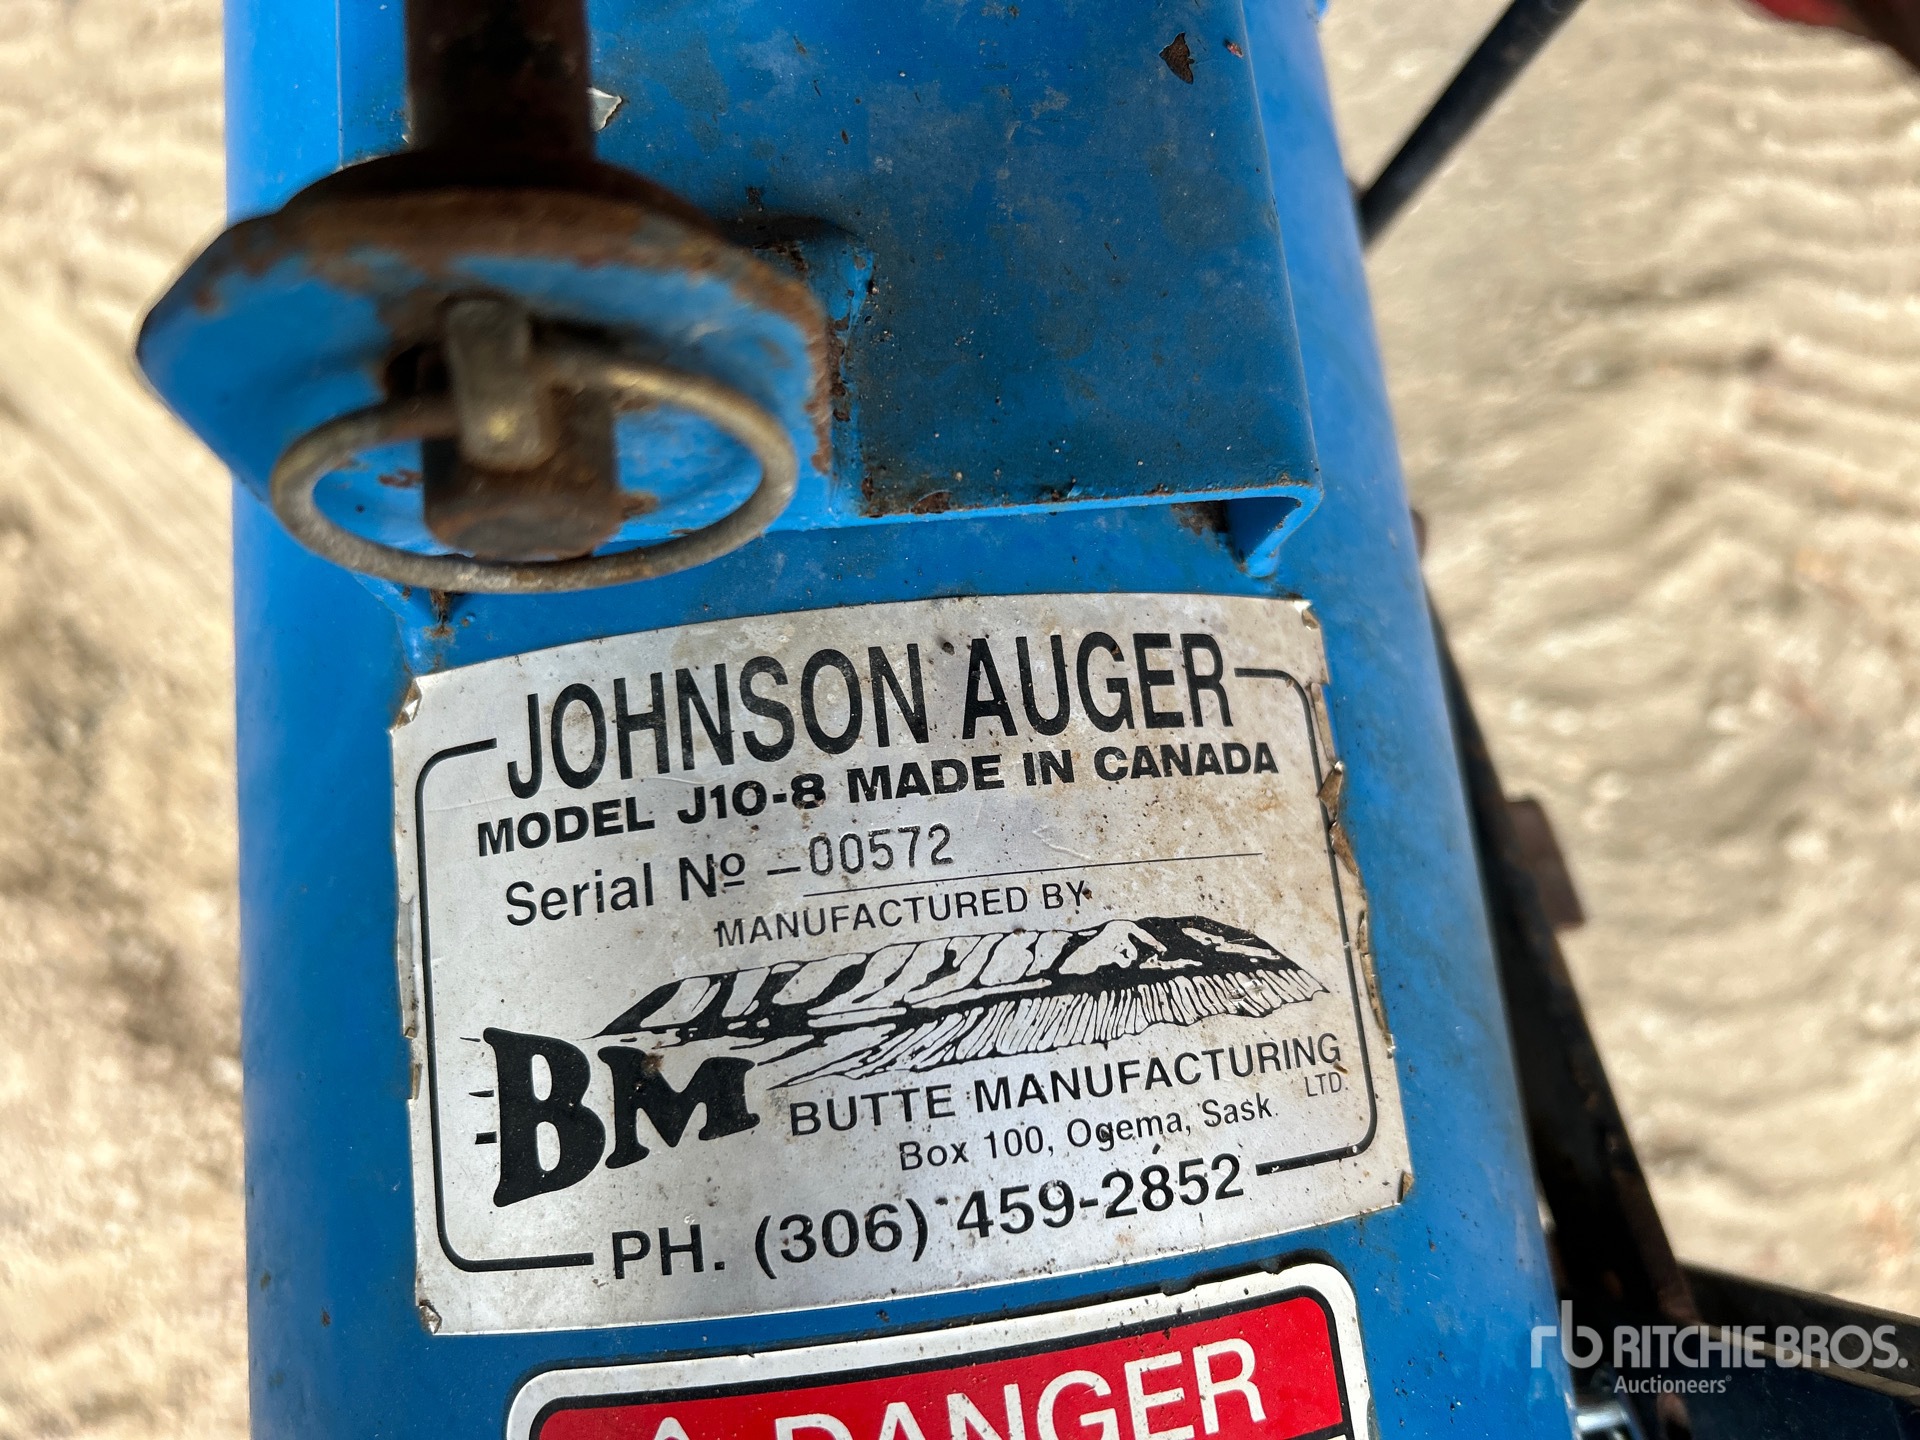 JOHNSON AUGER
MODEL J10-8 MADE IN CANADA
Serial Nº -00572
MANUFACTURED BY
BM
BUTTE MANUFACTURING
LTD.
Box 100, Ogema, Sask.
PH. (306) 459-2852
DANGER
rb RITCHIE BROS.
Auctioneers